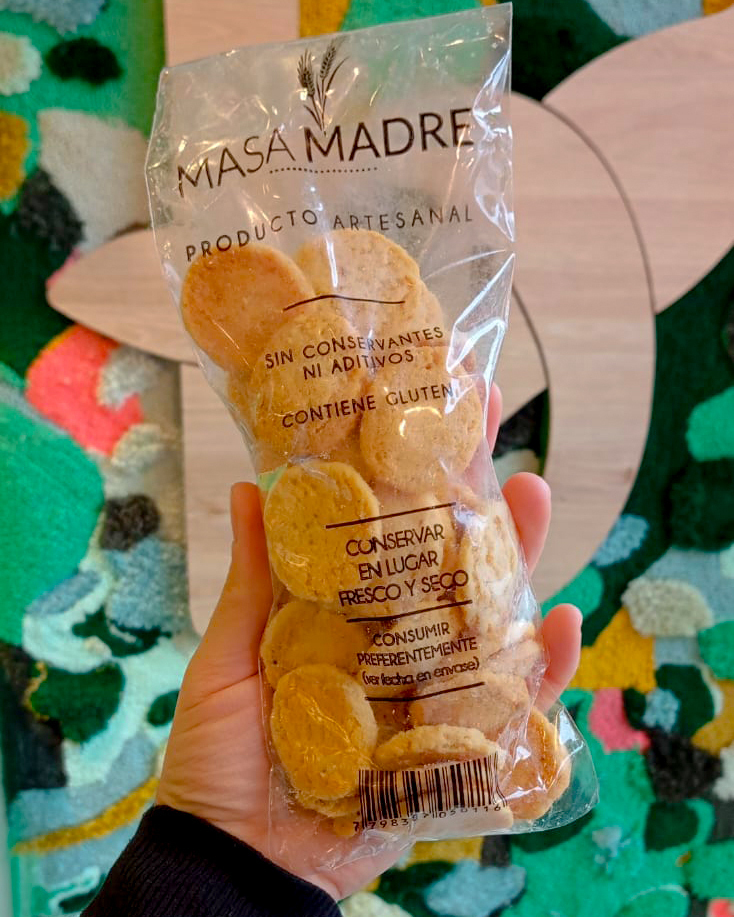 MASA MADRE
PRODUCTO ARTESANAL
SIN CONSERVANTES
NI ADITIVOS
CONTIENE GLUTEN
CONSERVAR
EN LUGAR
FRESCO Y SECO
CONSUMIR
PREFERENTEMENTE
(ver fecha en envase)